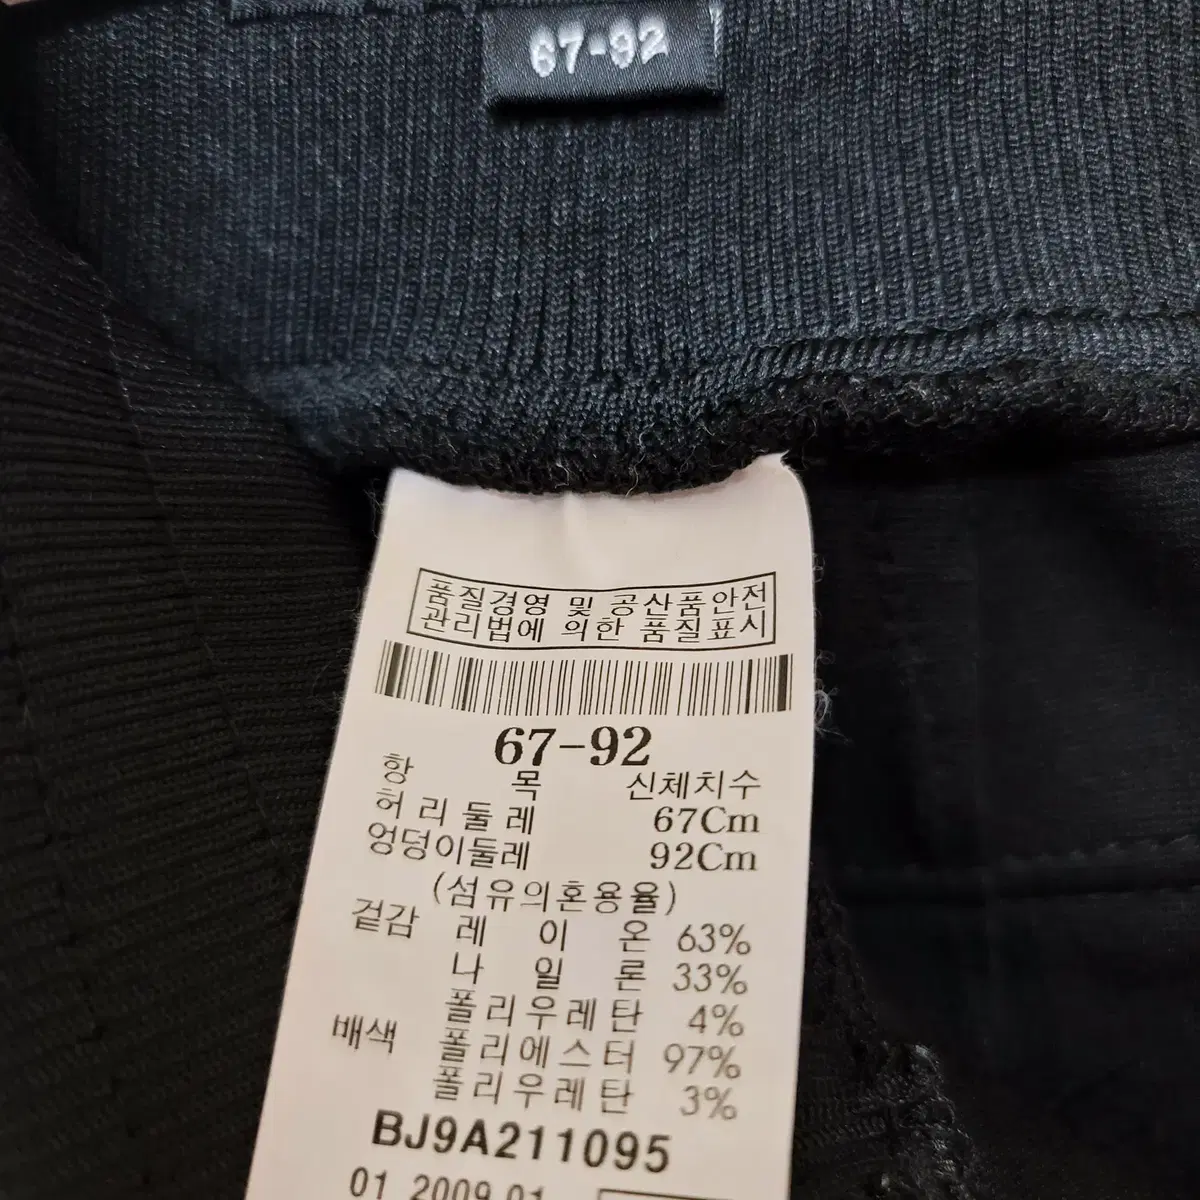 67-92
품질경영 및 공산품안전
관리법에 의한 품질표시
67-92
항 목 신체치수
허리둘레 67Cm
엉덩이둘레 92Cm
(섬유의혼용율)
겉감 레이온 63%
나일론 33%
폴리우레탄 4%
배색 폴리에스터 97%
폴리우레탄 3%
BJ9A211095
01 2009.01